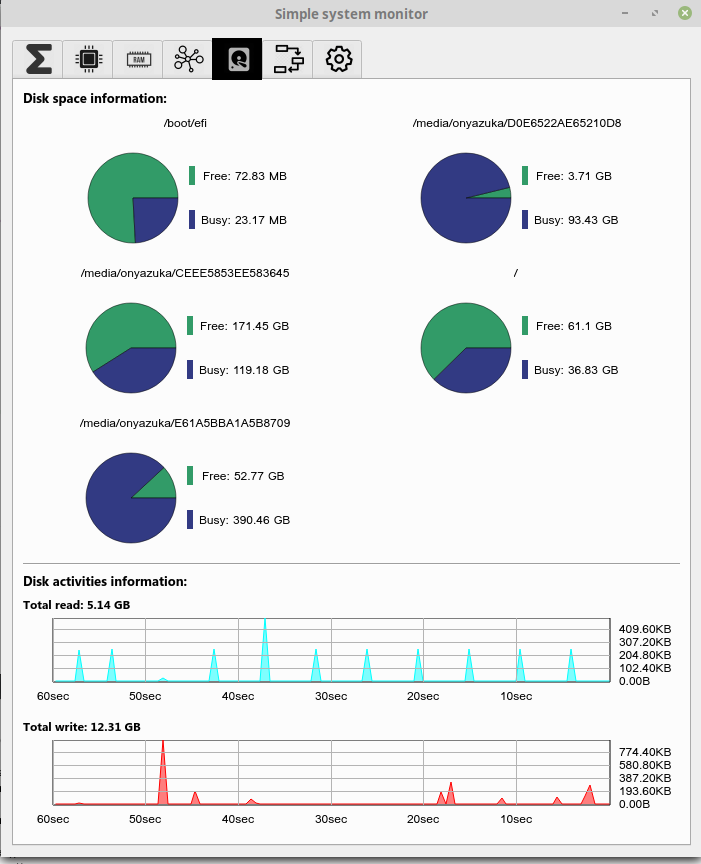 Simple system monitor
RAM
Disk space information:
/boot/efi
Free: 72.83 MB
Busy: 23.17 MB
/media/onyazuka/D0E6522AE65210D8
Free: 3.71 GB
Busy: 93.43 GB
/media/onyazuka/CEEE5853EE583645
Free: 171.45 GB
Busy: 119.18 GB
/
Free: 61.1 GB
Busy: 36.83 GB
/media/onyazuka/E61A5BBA1A5B8709
Free: 52.77 GB
Busy: 390.46 GB
Disk activities information:
Total read: 5.14 GB
409.60KB
307.20KB
204.80KB
102.40KB
0.00B
60sec 50sec 40sec 30sec 20sec 10sec
Total write: 12.31 GB
774.40KB
580.80KB
387.20KB
193.60KB
0.00B
60sec 50sec 40sec 30sec 20sec 10sec